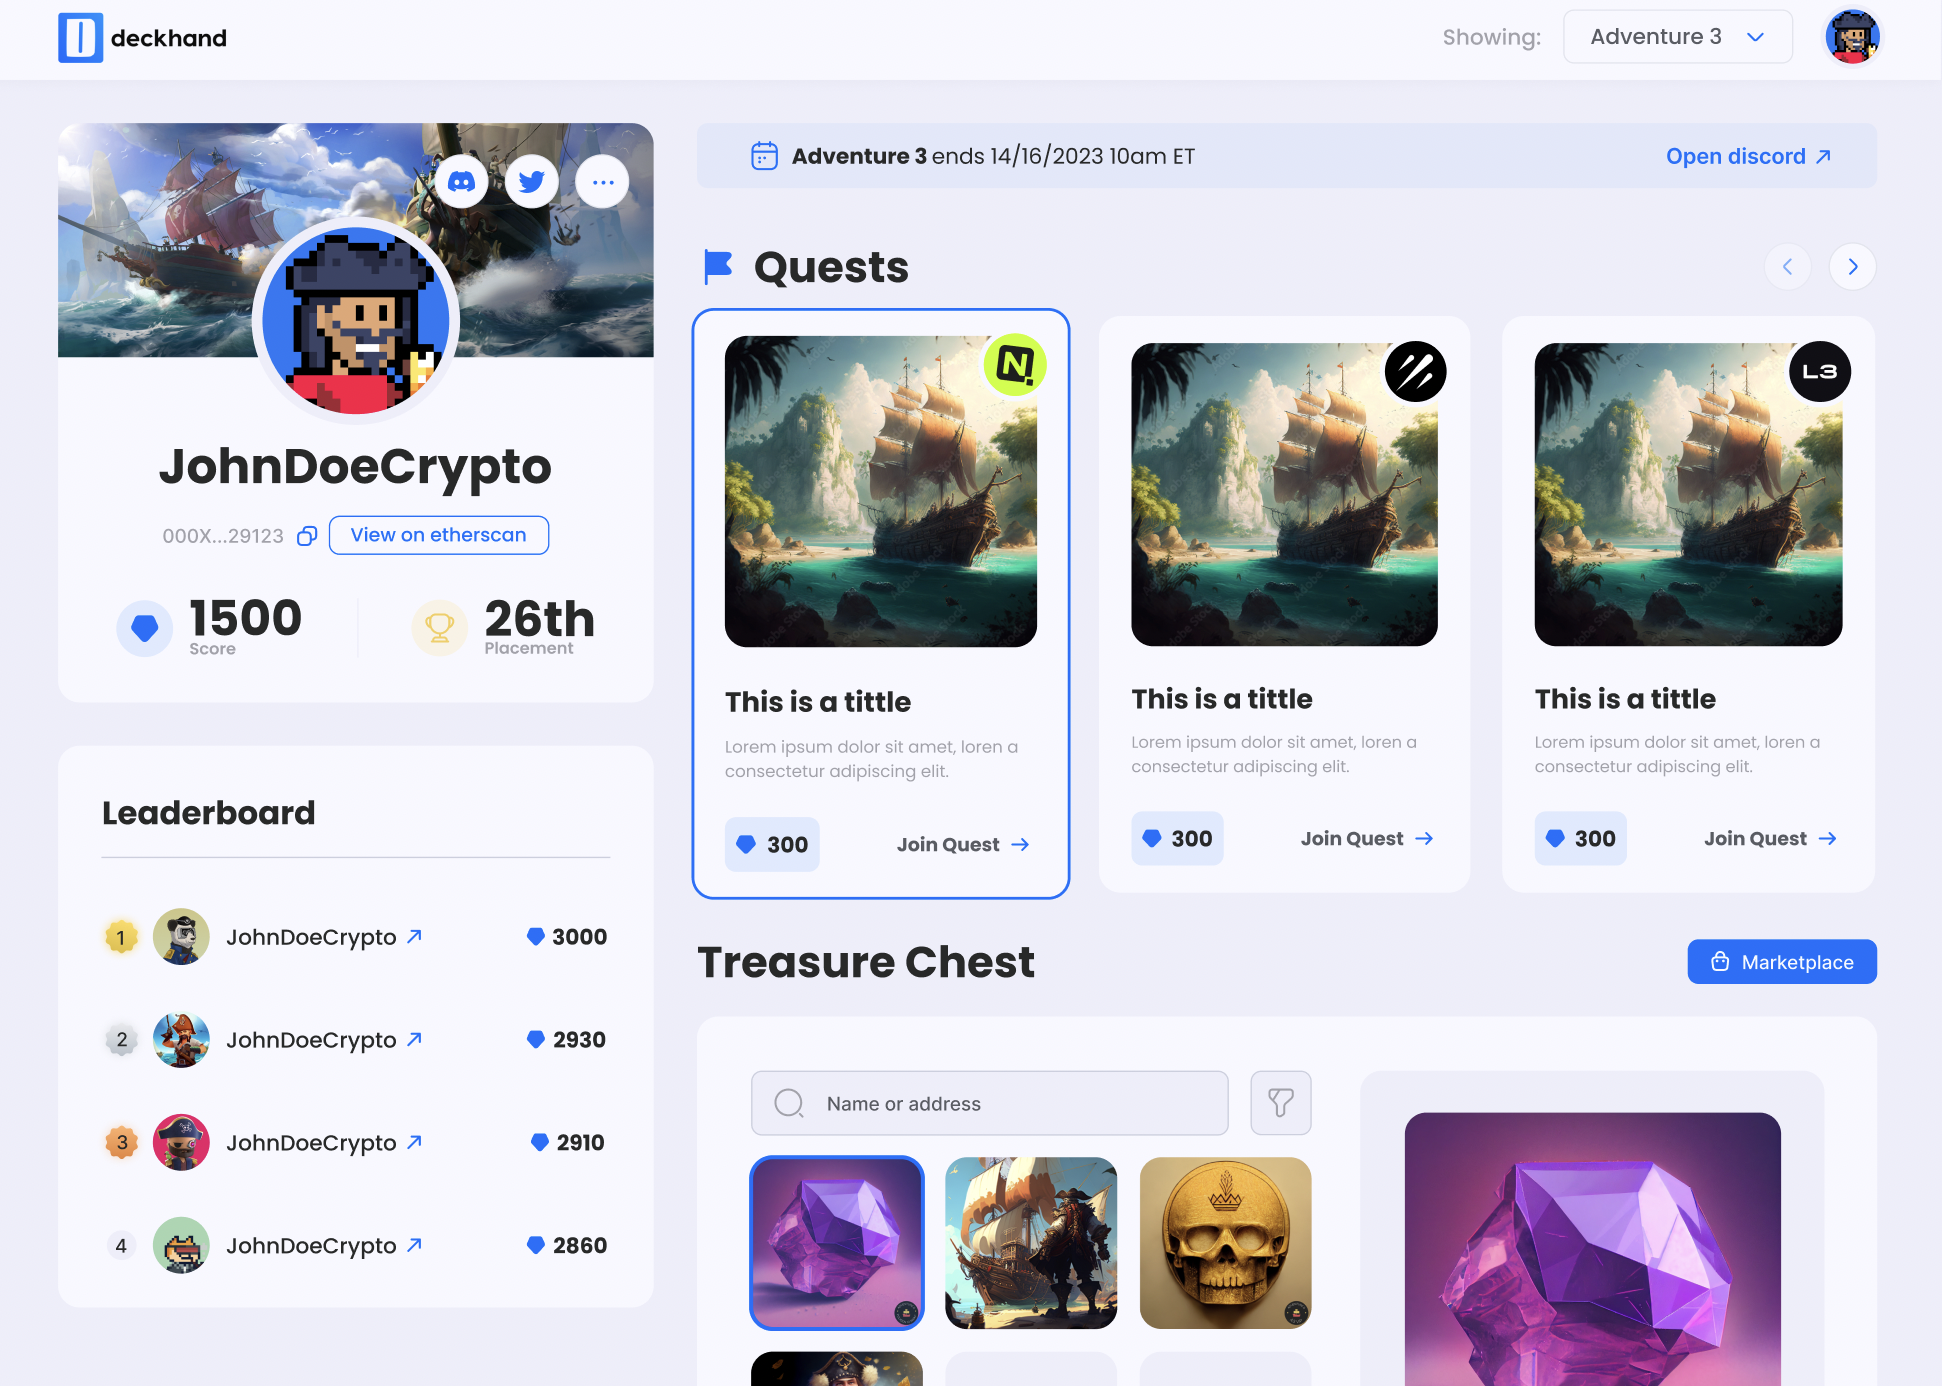 deckhand
Showing:
Adventure 3
Adventure 3 ends 14/16/2023 10am ET
Open discord
JohnDoeCrypto
000X...29123
View on etherscan
1500
Score
26th
Placement
Quests
N!
This is a tittle
Lorem ipsum dolor sit amet, loren a
consectetur adipiscing elit.
300
Join Quest
This is a tittle
Lorem ipsum dolor sit amet, loren a
consectetur adipiscing elit.
300
Join Quest
L3
This is a tittle
Lorem ipsum dolor sit amet, loren a
consectetur adipiscing elit.
300
Join Quest
Leaderboard
1
JohnDoeCrypto
3000
2
JohnDoeCrypto
2930
3
JohnDoeCrypto
2910
4
JohnDoeCrypto
2860
Treasure Chest
Marketplace
Name or address